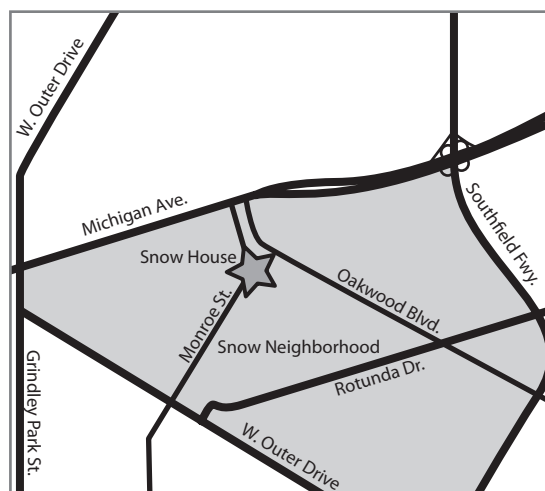 W. Outer Drive
Michigan Ave.
Southfield Fwy.
Snow House
Oakwood Blvd.
Monroe St.
Snow Neighborhood
Rotunda Dr.
Grindley Park St.
W. Outer Drive